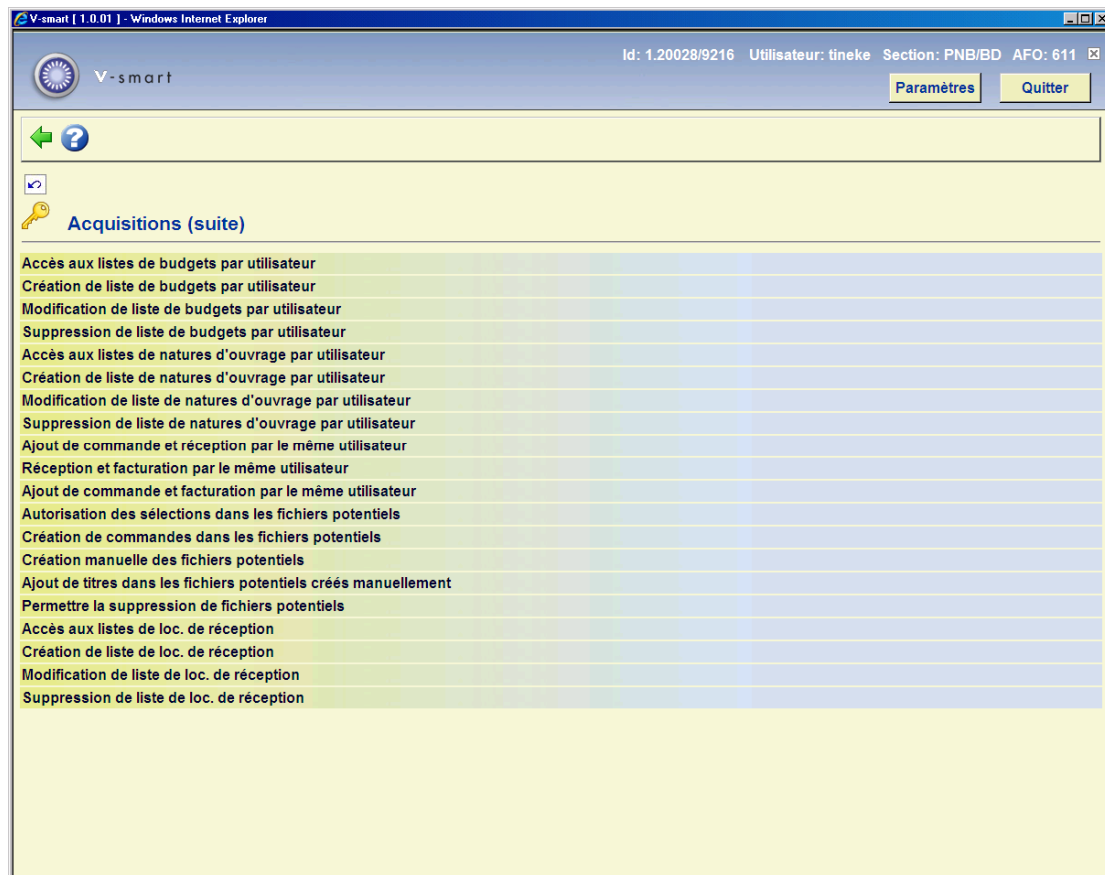 V-smart [ 1.0.01 ] - Windows Internet Explorer
Id: 1.20028/9216 Utilisateur: tineke Section: PNB/BD AFO: 611
V-smart
Paramètres Quitter
Acquisitions (suite)
Accès aux listes de budgets par utilisateur
Création de liste de budgets par utilisateur
Modification de liste de budgets par utilisateur
Suppression de liste de budgets par utilisateur
Accès aux listes de natures d'ouvrage par utilisateur
Création de liste de natures d'ouvrage par utilisateur
Modification de liste de natures d'ouvrage par utilisateur
Suppression de liste de natures d'ouvrage par utilisateur
Ajout de commande et réception par le même utilisateur
Réception et facturation par le même utilisateur
Ajout de commande et facturation par le même utilisateur
Autorisation des sélections dans les fichiers potentiels
Création de commandes dans les fichiers potentiels
Création manuelle des fichiers potentiels
Ajout de titres dans les fichiers potentiels créés manuellement
Permettre la suppression de fichiers potentiels
Accès aux listes de loc. de réception
Création de liste de loc. de réception
Modification de liste de loc. de réception
Suppression de liste de loc. de réception